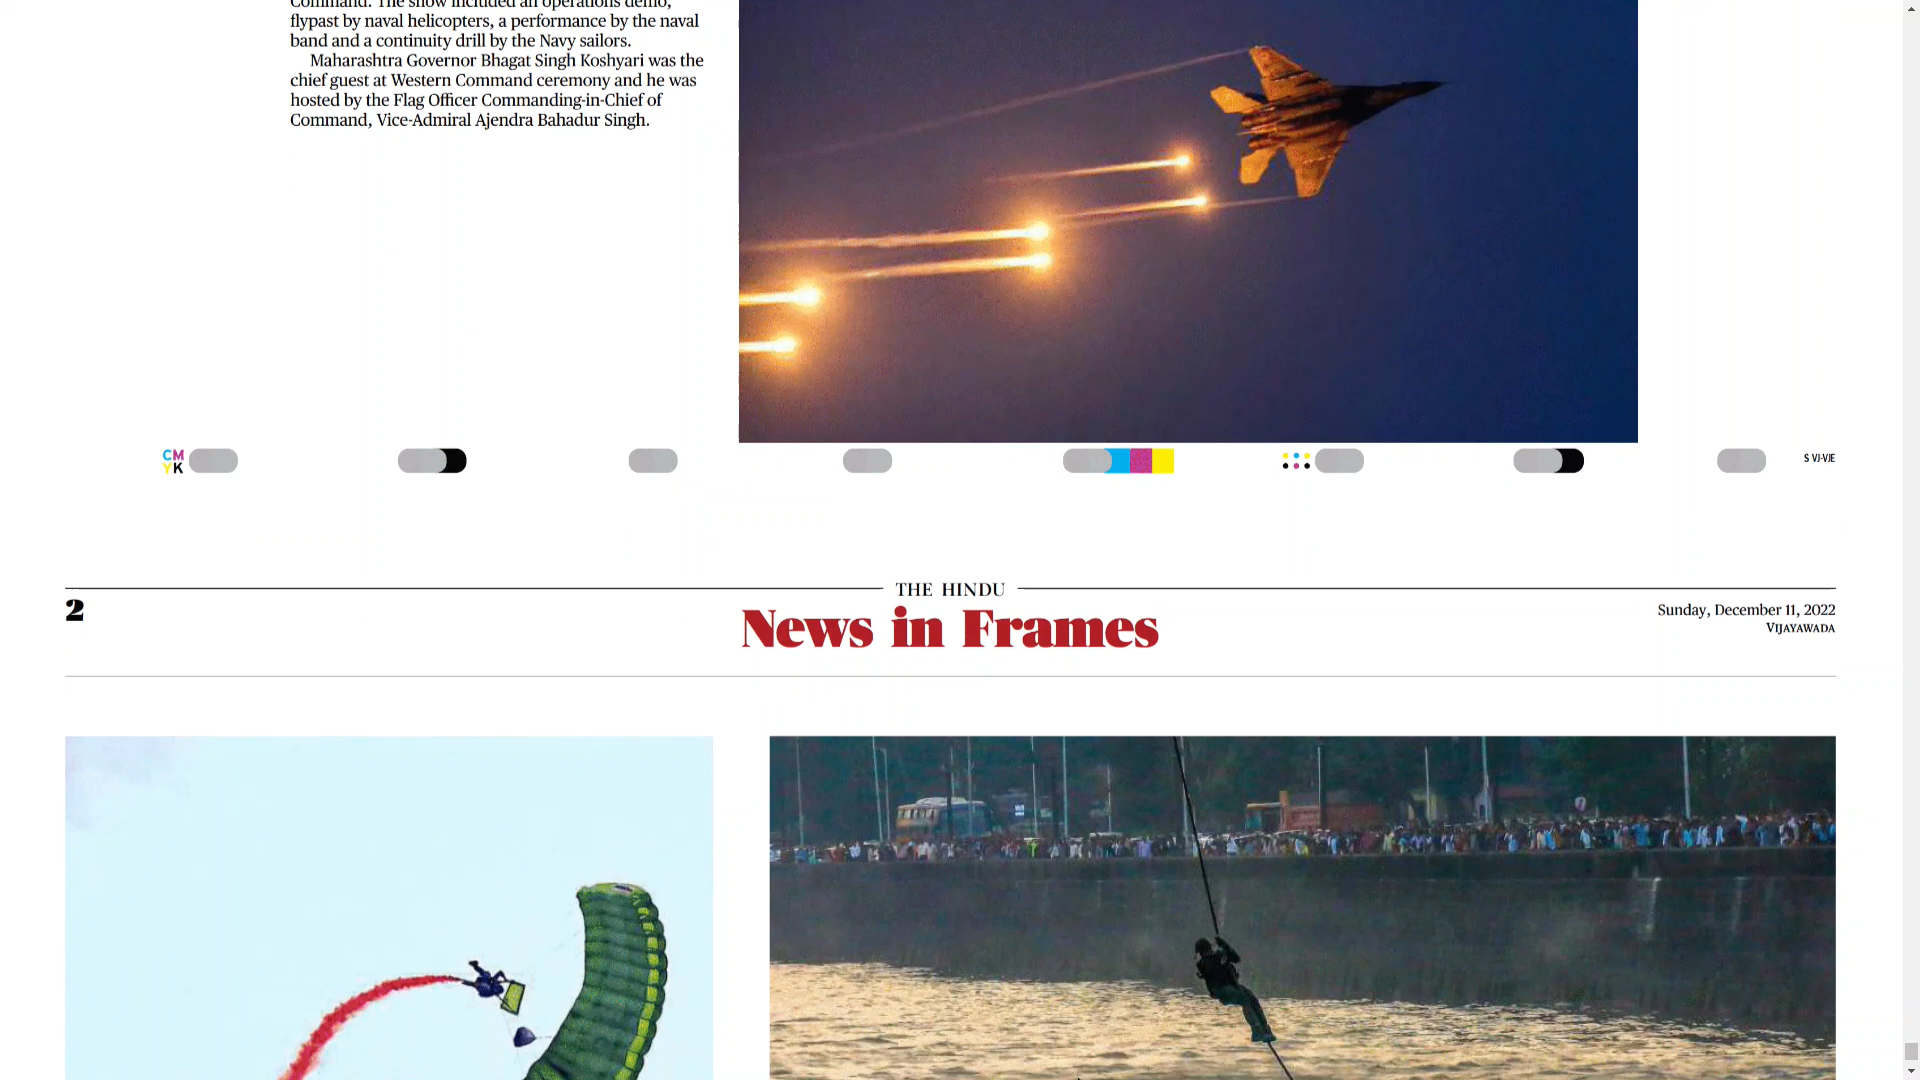 Command. The show included an operations demo,
flypast by naval helicopters, a performance by the naval
band and a continuity drill by the Navy sailors.
Maharashtra Governor Bhagat Singh Koshyari was the
chief guest at Western Command ceremony and he was
hosted by the Flag Officer Commanding-in-Chief of
Command, Vice-Admiral Ajendra Bahadur Singh.
CM
YK
S VJ-VJE
THE HINDU
2
News in Frames
Sunday, December 11, 2022
VIJAYAWADA